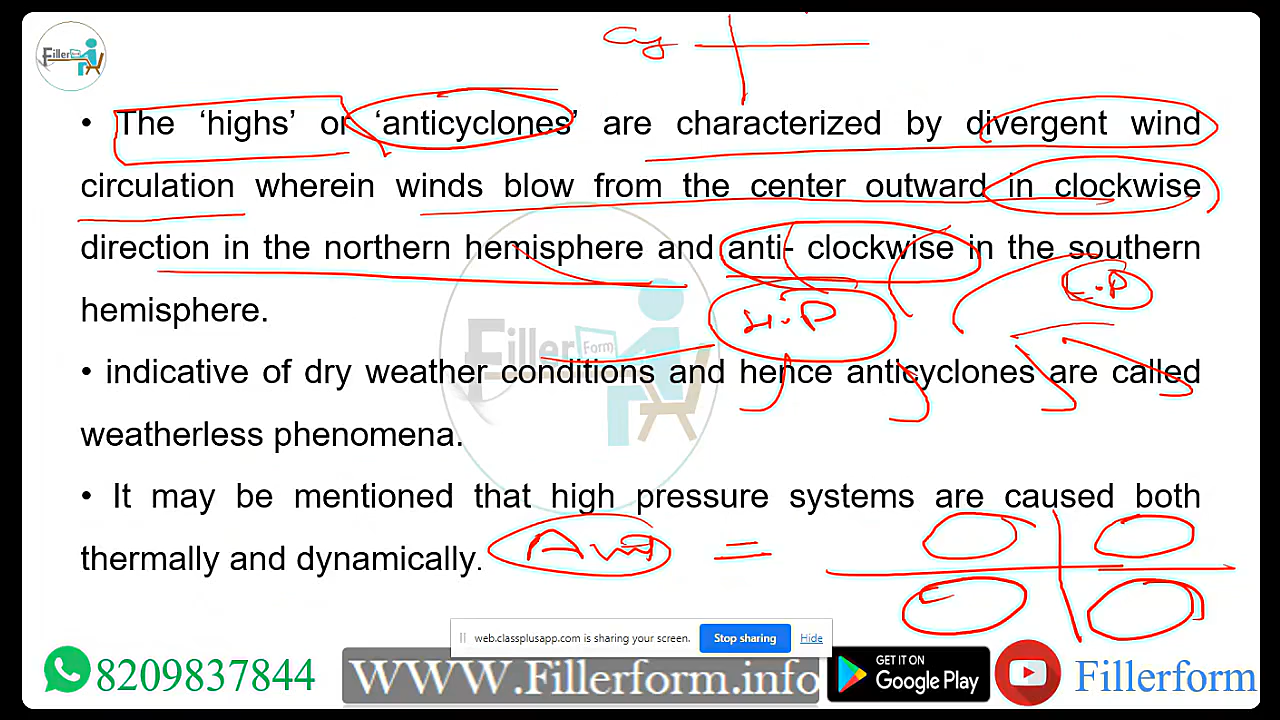 Filler
Cy
• The ‘highs’ or ‘anticyclones’ are characterized by divergent wind
circulation wherein winds blow from the center outward in clockwise
direction in the northern hemisphere and anti- clockwise in the southern
hemisphere.
H.P
L.P
Filler Form
• indicative of dry weather conditions and hence anticyclones are called
weatherless phenomena.
• It may be mentioned that high pressure systems are caused both
thermally and dynamically.
=
web.classplusapp.com is sharing your screen. Stop sharing Hide
8209837844 WWW.Fillerform.info GET IT ON Google Play Fillerform